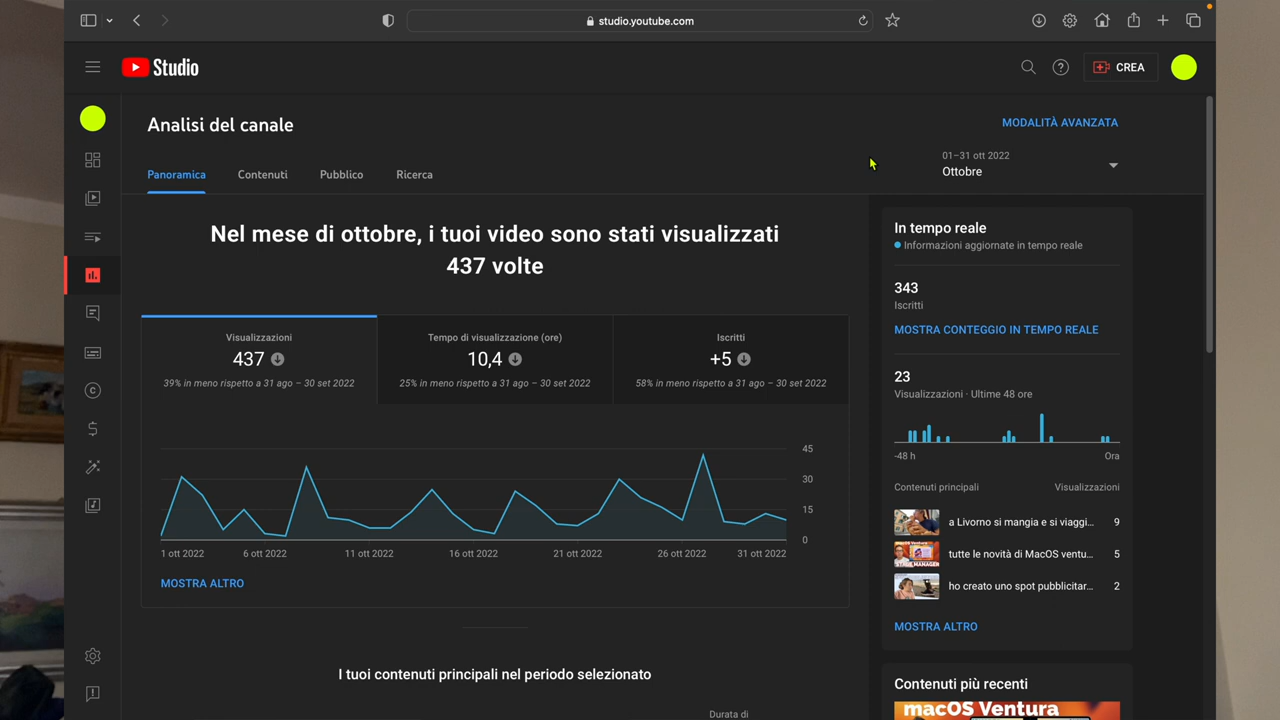 studio.youtube.com
Studio
CREA
Analisi del canale
MODALITÀ AVANZATA
01–31 ott 2022
Ottobre
Panoramica
Contenuti
Pubblico
Ricerca
Nel mese di ottobre, i tuoi video sono stati visualizzati
437 volte
Visualizzazioni
437
39% in meno rispetto a 31 ago – 30 set 2022
Tempo di visualizzazione (ore)
10,4
25% in meno rispetto a 31 ago – 30 set 2022
Iscritti
+5
58% in meno rispetto a 31 ago – 30 set 2022
45
30
15
0
1 ott 2022
6 ott 2022
11 ott 2022
16 ott 2022
21 ott 2022
26 ott 2022
31 ott 2022
MOSTRA ALTRO
I tuoi contenuti principali nel periodo selezionato
Durata di
In tempo reale
Informazioni aggiornate in tempo reale
343
Iscritti
MOSTRA CONTEGGIO IN TEMPO REALE
23
Visualizzazioni · Ultime 48 ore
-48 h
Ora
Contenuti principali
Visualizzazioni
a Livorno si mangia e si viaggi...
9
tutte le novità di MacOS ventu...
5
ho creato uno spot pubblicitar...
2
MOSTRA ALTRO
Contenuti più recenti
macOS Ventura